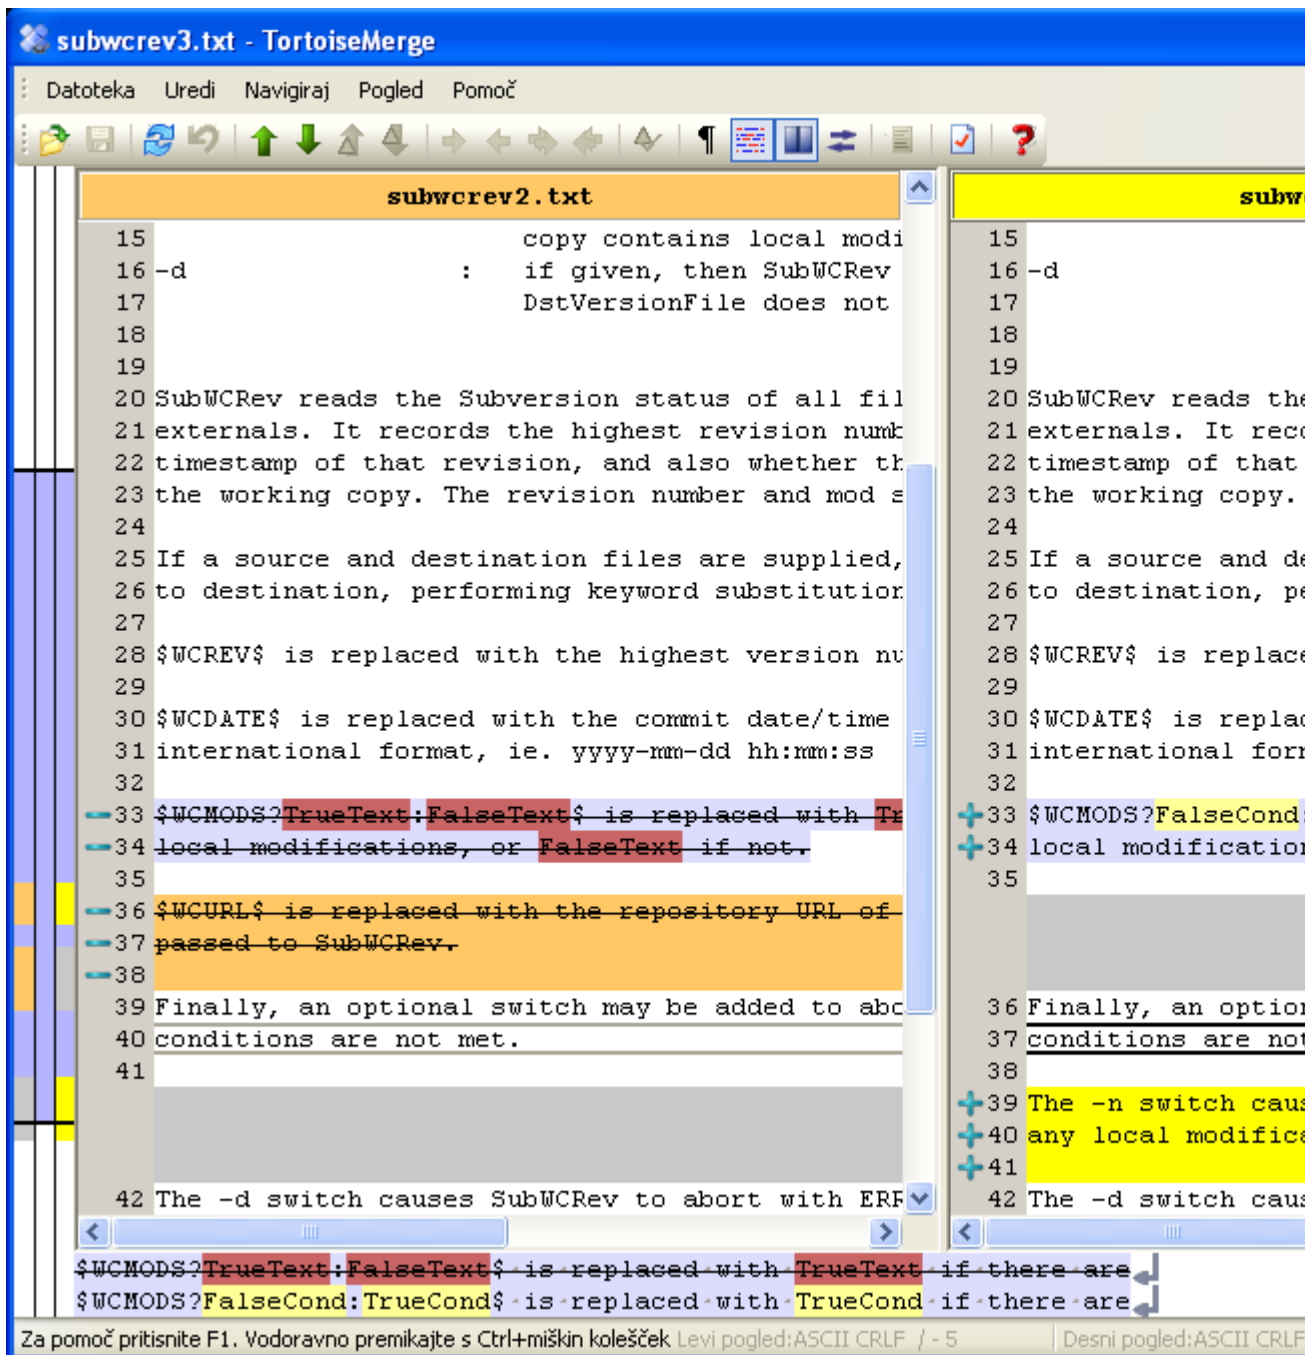 subwcrev3.txt - TortoiseMerge
Datoteka Uredi Navigiraj Pogled Pomoč
subwcrev2.txt
15 copy contains local modi
16 -d : if given, then SubWCRev
17 DstVersionFile does not
18
19
20 SubWCRev reads the Subversion status of all fil
21 externals. It records the highest revision numb
22 timestamp of that revision, and also whether th
23 the working copy. The revision number and mod s
24
25 If a source and destination files are supplied,
26 to destination, performing keyword substitution
27
28 $WCREV$ is replaced with the highest version nu
29
30 $WCDATE$ is replaced with the commit date/time
31 international format, ie. yyyy-mm-dd hh:mm:ss
32
33 $WCMODS?TrueText:FalseText$ is replaced with Tr
34 local modifications, or FalseText if not.
35
36 $WCURL$ is replaced with the repository URL of
37 passed to SubWCRev.
38
39 Finally, an optional switch may be added to abo
40 conditions are not met.
41
42 The -d switch causes SubWCRev to abort with ERR
subw
15
16 -d
17
18
19
20 SubWCRev reads the
21 externals. It reco
22 timestamp of that
23 the working copy.
24
25 If a source and de
26 to destination, pe
27
28 $WCREV$ is replace
29
30 $WCDATE$ is replac
31 international form
32
33 $WCMODS?FalseCond
34 local modification
35
36 Finally, an option
37 conditions are not
38
39 The -n switch caus
40 any local modifica
41
42 The -d switch caus
$WCMODS?TrueText:FalseText$ is replaced with TrueText if there are
$WCMODS?FalseCond:TrueCond$ is replaced with TrueCond if there are
Za pomoč pritisnite F1. Vodoravno premikajte s Ctrl+miškin kolešček Levi pogled:ASCII CRLF / - 5 Desni pogled:ASCII CRLF